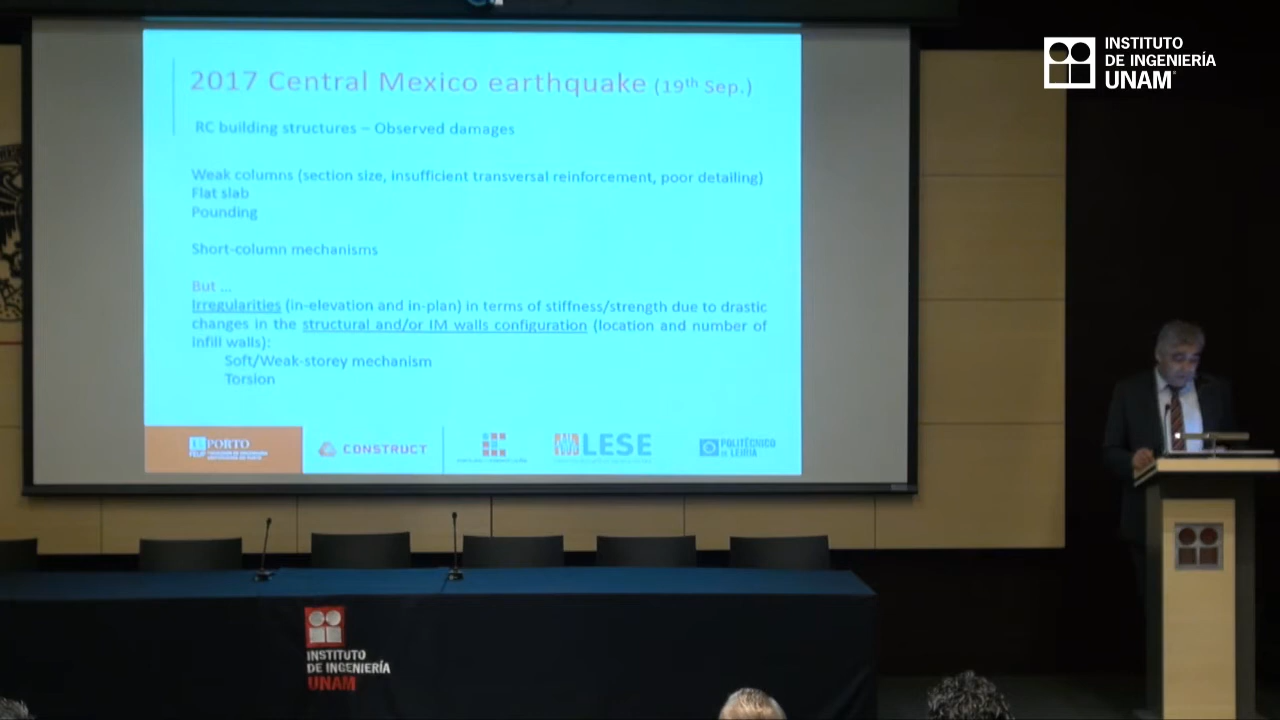 INSTITUTO
DE INGENIERÍA
UNAM
2017 Central Mexico earthquake (19th Sep.)
RC building structures – Observed damages
Weak columns (section size, insufficient transversal reinforcement, poor detailing)
Flat slab
Pounding
Short-column mechanisms
But ...
Irregularities (in-elevation and in-plan) in terms of stiffness/strength due to drastic
changes in the structural and/or IM walls configuration (location and number of
infill walls):
Soft/Weak-storey mechanism
Torsion
PORTO
CONSTRUCT
LESE
POLITÉCNICO
DE LEIRIA
INSTITUTO
DE INGENIERÍA
UNAM